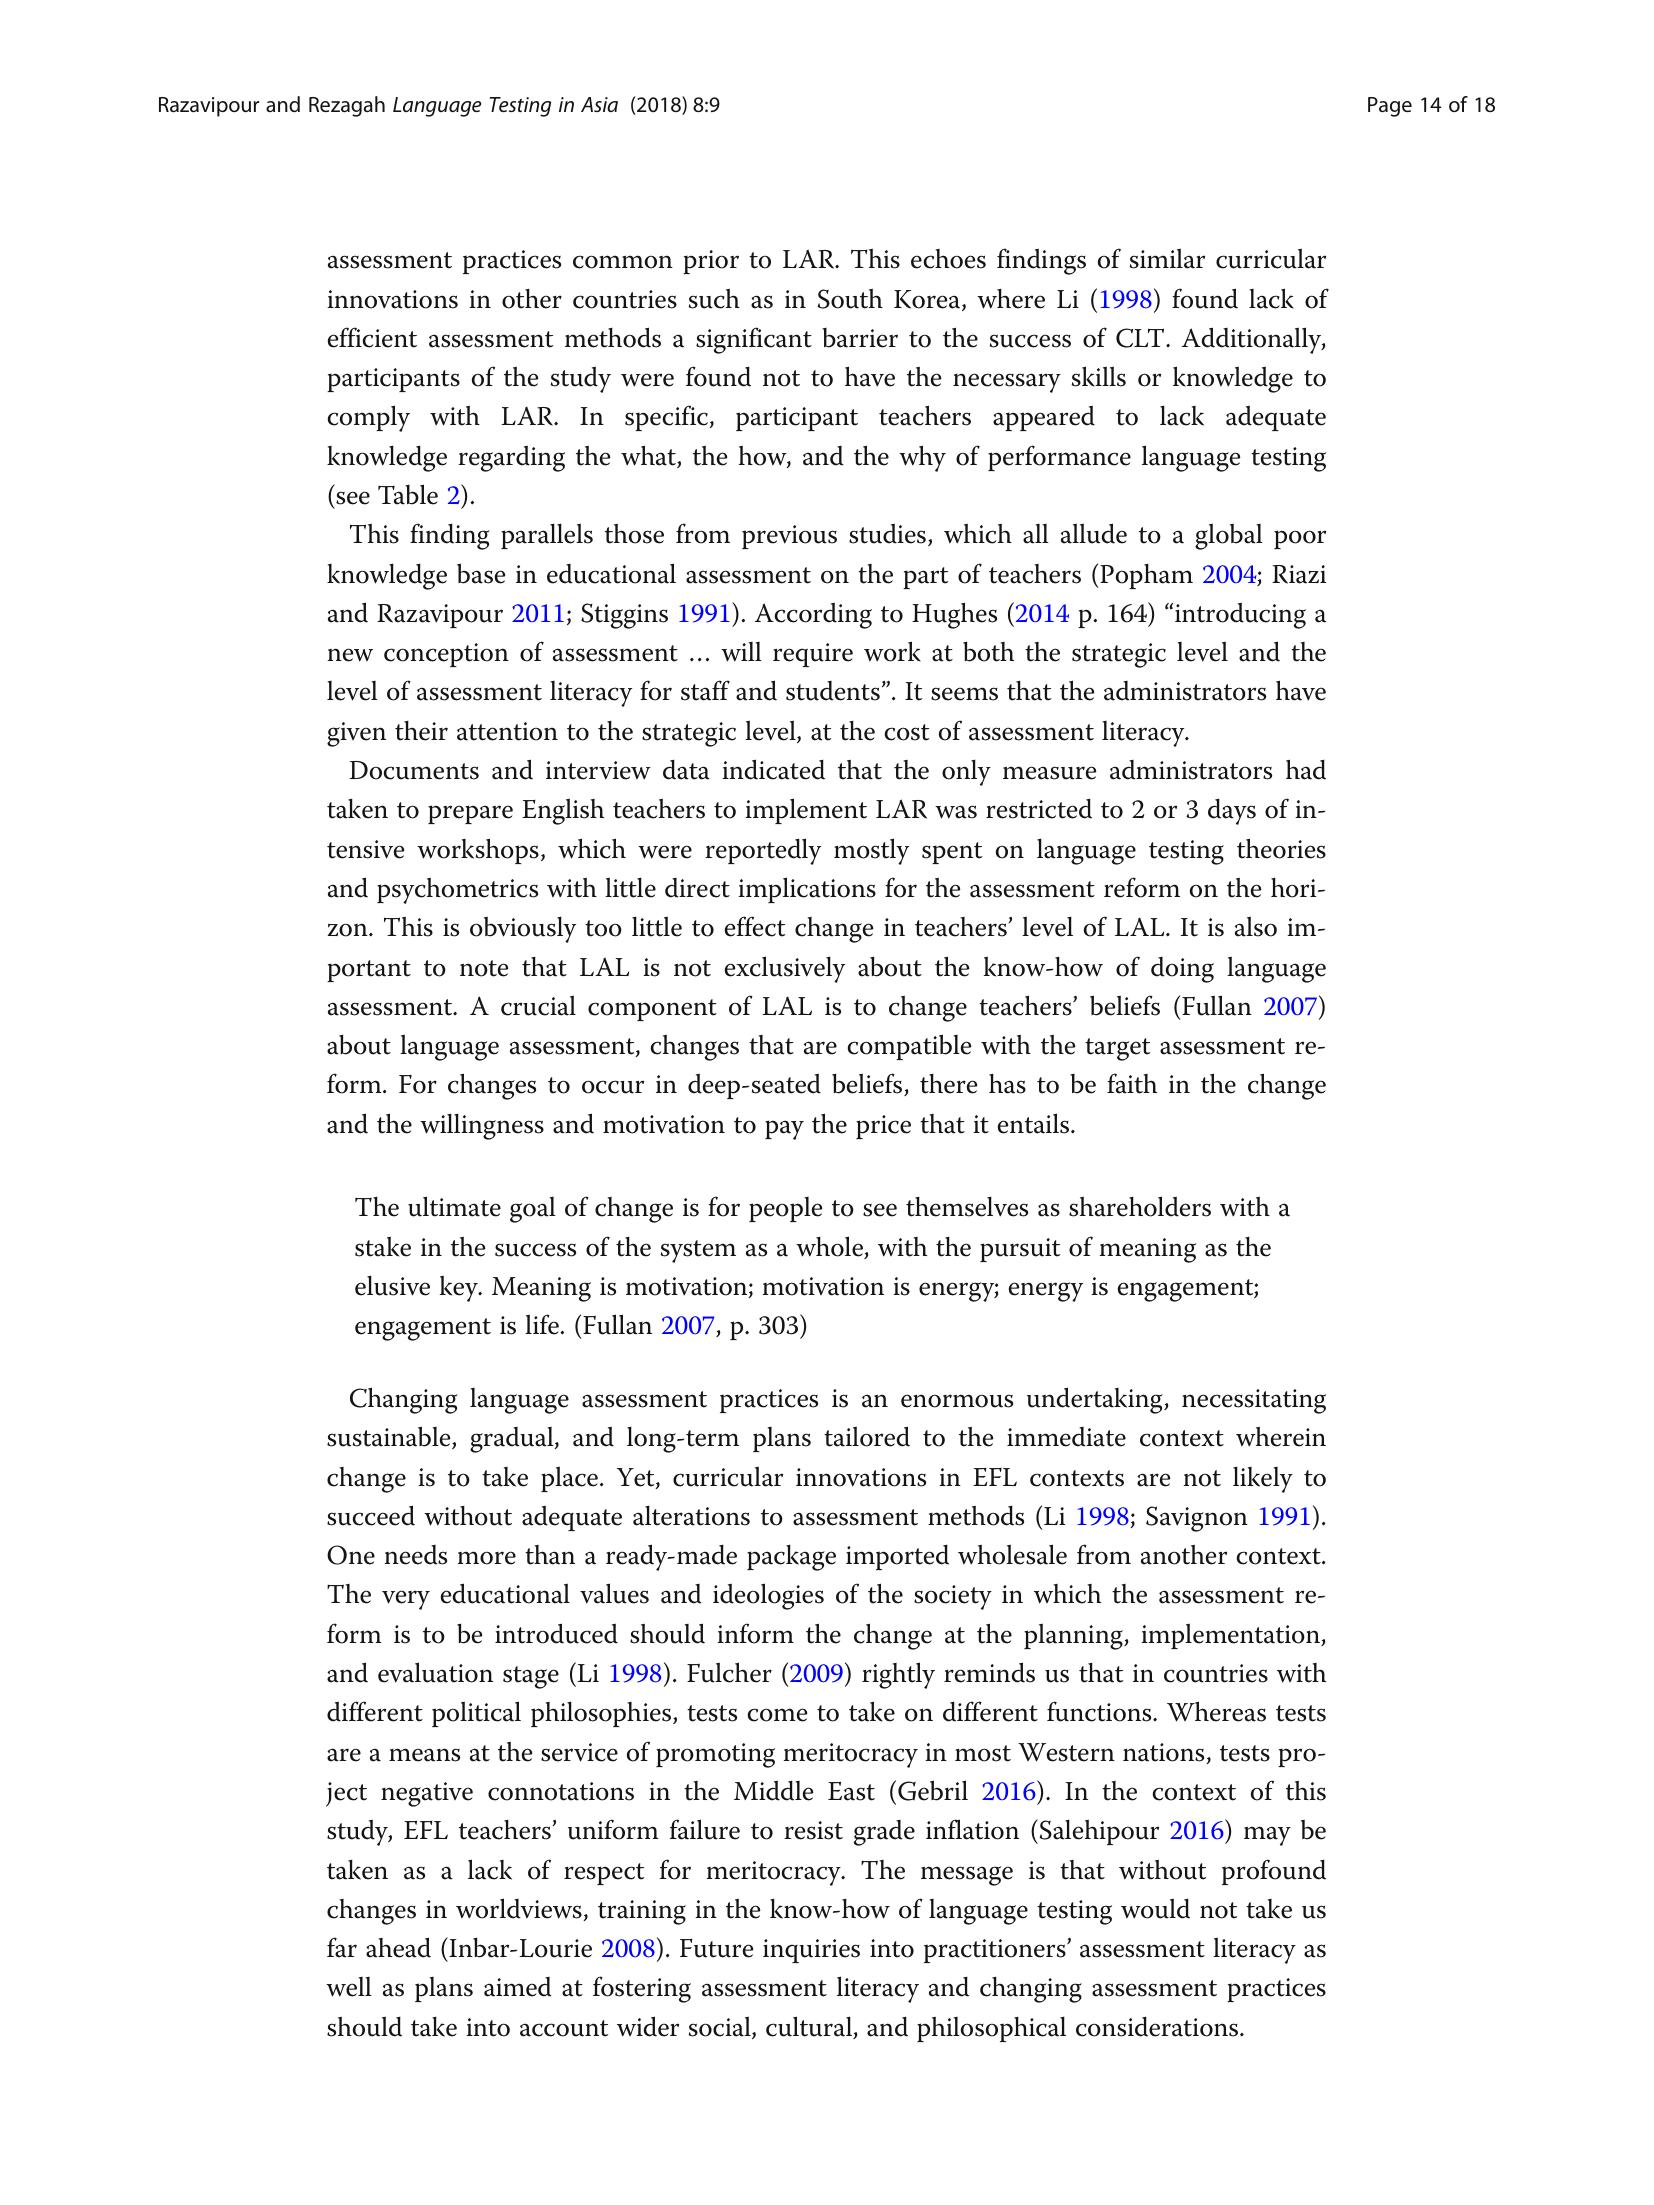 Razavipour and Rezagah Language Testing in Asia (2018) 8:9
Page 14 of 18
assessment practices common prior to LAR. This echoes findings of similar curricular
innovations in other countries such as in South Korea, where Li (1998) found lack of
efficient assessment methods a significant barrier to the success of CLT. Additionally,
participants of the study were found not to have the necessary skills or knowledge to
comply with LAR. In specific, participant teachers appeared to lack adequate
knowledge regarding the what, the how, and the why of performance language testing
(see Table 2).
This finding parallels those from previous studies, which all allude to a global poor
knowledge base in educational assessment on the part of teachers (Popham 2004; Riazi
and Razavipour 2011; Stiggins 1991). According to Hughes (2014 p. 164) “introducing a
new conception of assessment … will require work at both the strategic level and the
level of assessment literacy for staff and students”. It seems that the administrators have
given their attention to the strategic level, at the cost of assessment literacy.
Documents and interview data indicated that the only measure administrators had
taken to prepare English teachers to implement LAR was restricted to 2 or 3 days of in-
tensive workshops, which were reportedly mostly spent on language testing theories
and psychometrics with little direct implications for the assessment reform on the hori-
zon. This is obviously too little to effect change in teachers’ level of LAL. It is also im-
portant to note that LAL is not exclusively about the know-how of doing language
assessment. A crucial component of LAL is to change teachers’ beliefs (Fullan 2007)
about language assessment, changes that are compatible with the target assessment re-
form. For changes to occur in deep-seated beliefs, there has to be faith in the change
and the willingness and motivation to pay the price that it entails.
The ultimate goal of change is for people to see themselves as shareholders with a
stake in the success of the system as a whole, with the pursuit of meaning as the
elusive key. Meaning is motivation; motivation is energy; energy is engagement;
engagement is life. (Fullan 2007, p. 303)
Changing language assessment practices is an enormous undertaking, necessitating
sustainable, gradual, and long-term plans tailored to the immediate context wherein
change is to take place. Yet, curricular innovations in EFL contexts are not likely to
succeed without adequate alterations to assessment methods (Li 1998; Savignon 1991).
One needs more than a ready-made package imported wholesale from another context.
The very educational values and ideologies of the society in which the assessment re-
form is to be introduced should inform the change at the planning, implementation,
and evaluation stage (Li 1998). Fulcher (2009) rightly reminds us that in countries with
different political philosophies, tests come to take on different functions. Whereas tests
are a means at the service of promoting meritocracy in most Western nations, tests pro-
ject negative connotations in the Middle East (Gebril 2016). In the context of this
study, EFL teachers’ uniform failure to resist grade inflation (Salehipour 2016) may be
taken as a lack of respect for meritocracy. The message is that without profound
changes in worldviews, training in the know-how of language testing would not take us
far ahead (Inbar-Lourie 2008). Future inquiries into practitioners’ assessment literacy as
well as plans aimed at fostering assessment literacy and changing assessment practices
should take into account wider social, cultural, and philosophical considerations.